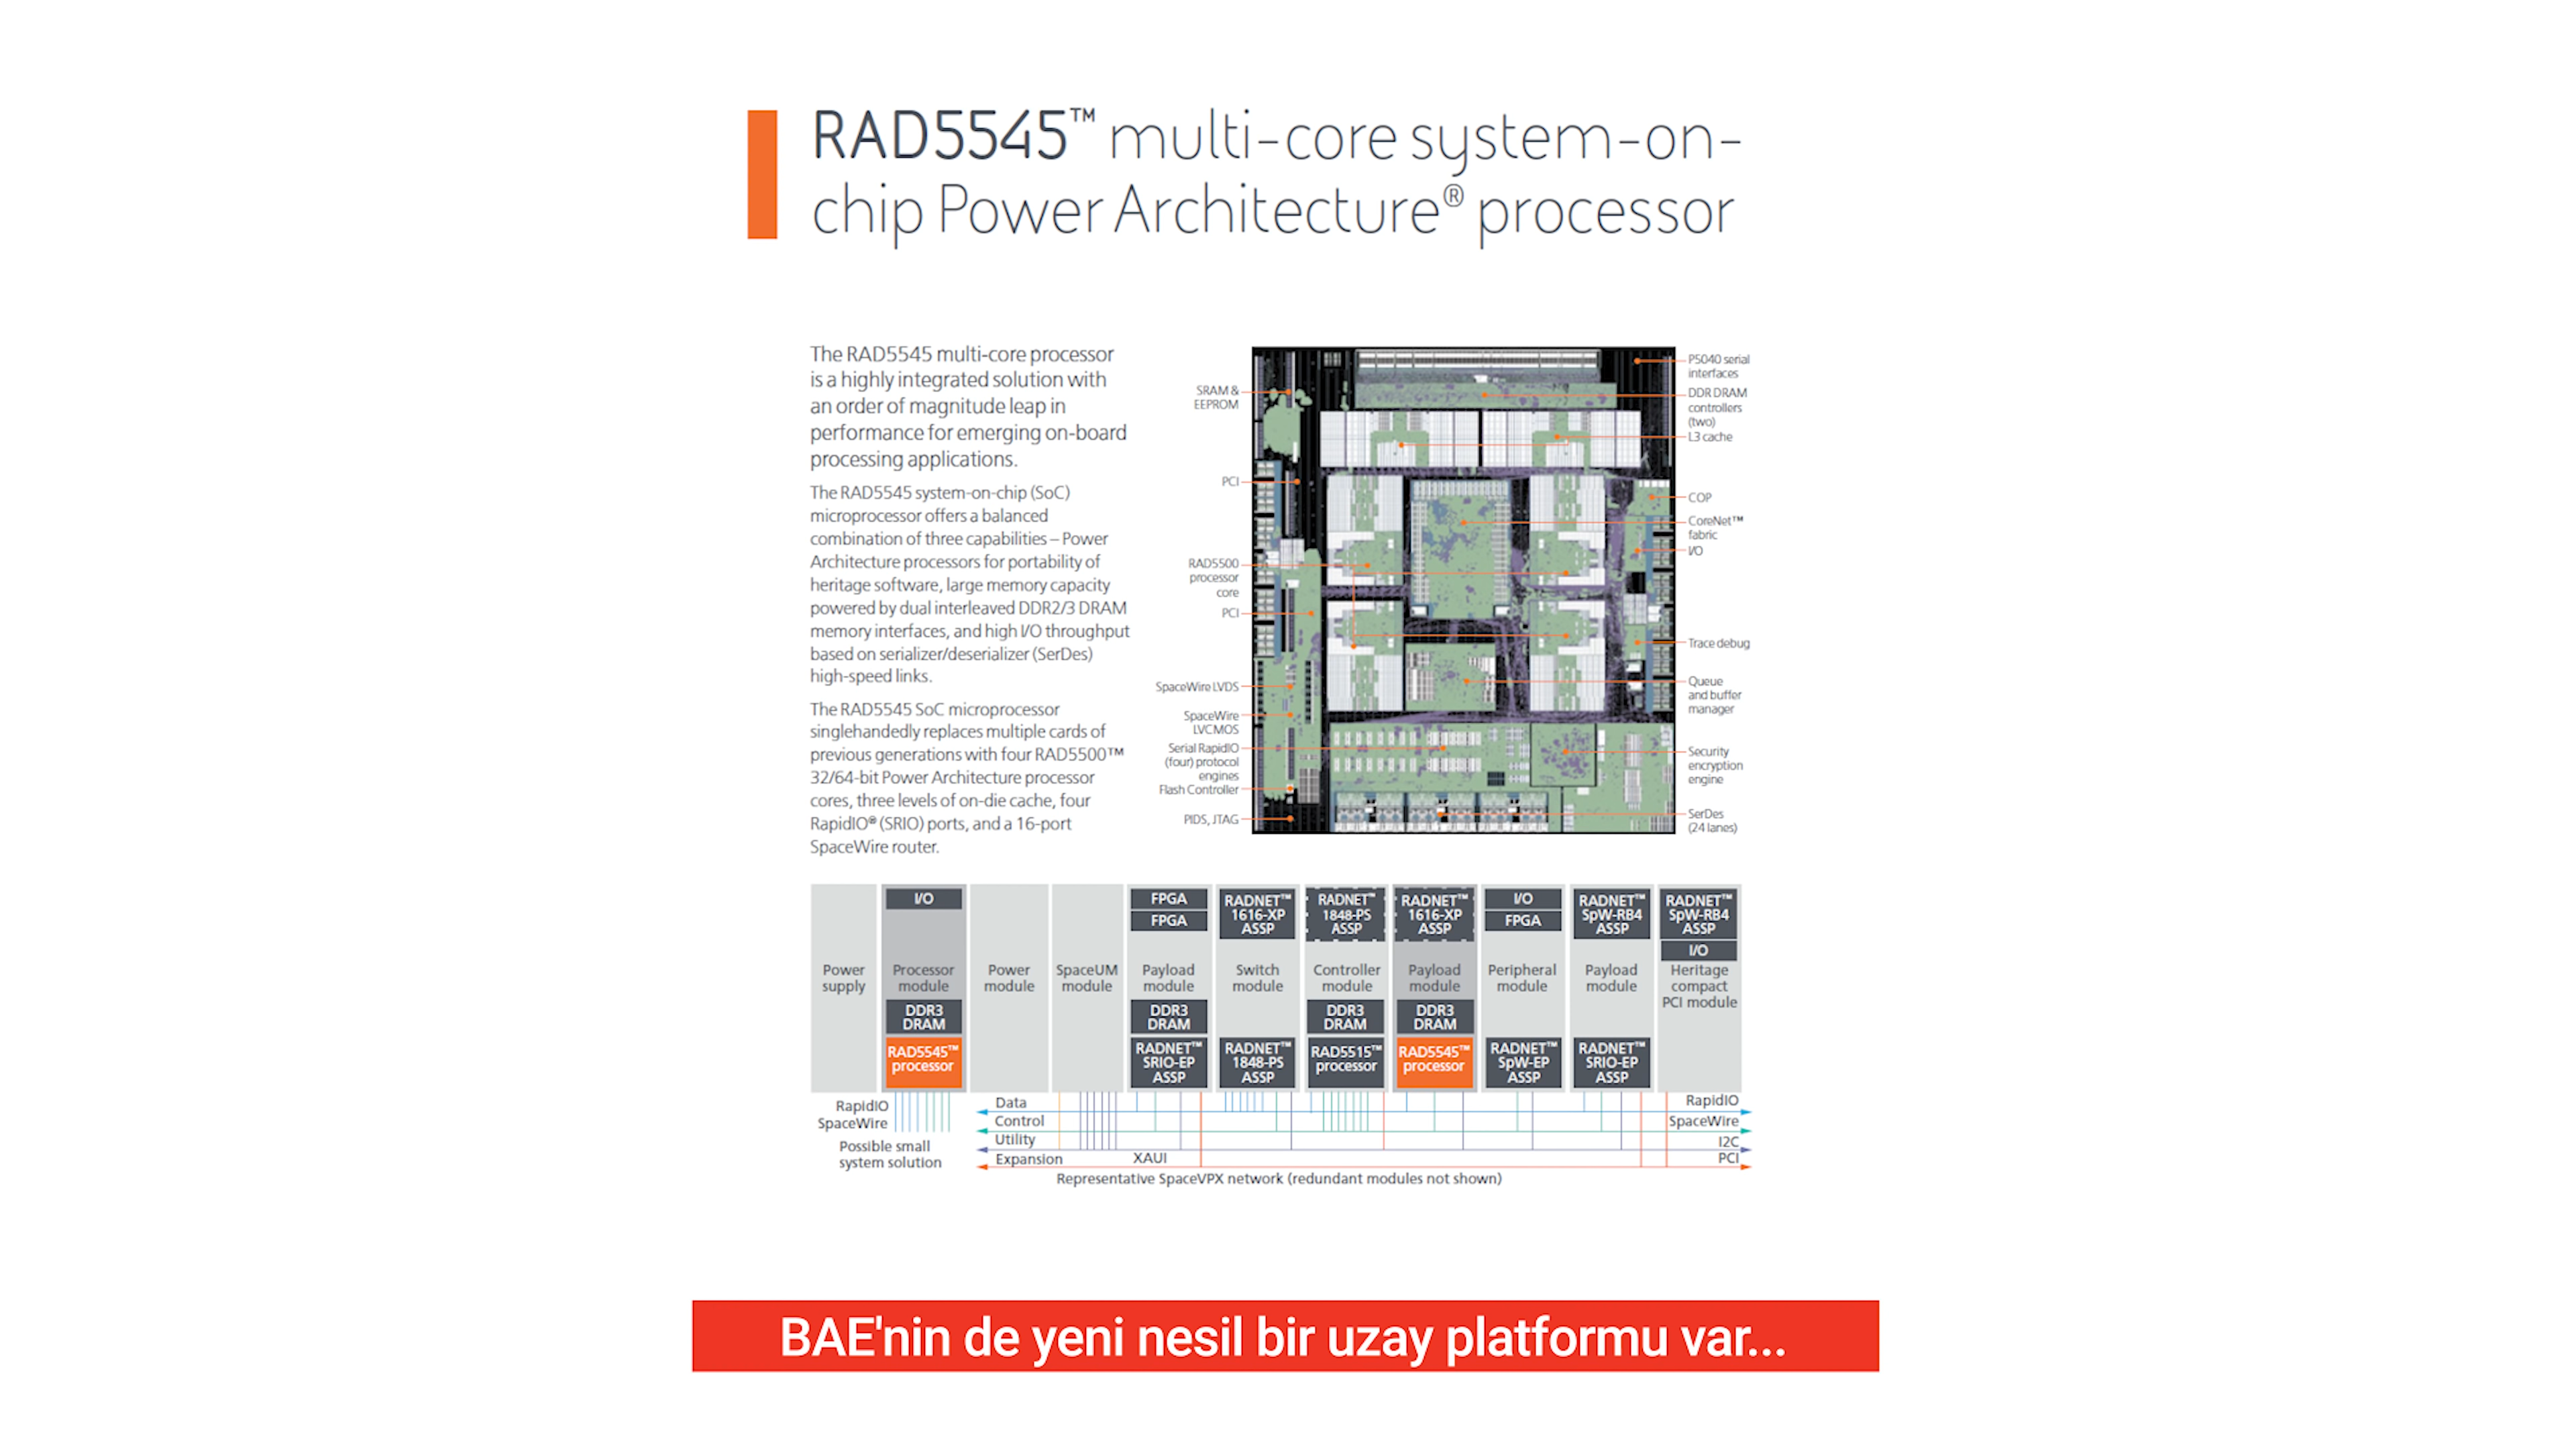 RAD5545™ multi-core system-on-
chip Power Architecture® processor
The RAD5545 multi-core processor
is a highly integrated solution with
an order of magnitude leap in
performance for emerging on-board
processing applications.
The RAD5545 system-on-chip (SoC)
microprocessor offers a balanced
combination of three capabilities – Power
Architecture processors for portability of
heritage software, large memory capacity
powered by dual interleaved DDR2/3 DRAM
memory interfaces, and high I/O throughput
based on serializer/deserializer (SerDes)
high-speed links.
The RAD5545 SoC microprocessor
singlehandedly replaces multiple cards of
previous generations with four RAD5500™
32/64-bit Power Architecture processor
cores, three levels of on-die cache, four
RapidIO® (SRIO) ports, and a 16-port
SpaceWire router.
SRAM &
EEPROM
PCI
RAD5500
processor
core
PCI
SpaceWire LVDS
SpaceWire
LVCMOS
Serial RapidIO
(four) protocol
engines
Flash Controller
PIDS, JTAG
P5040 serial
interfaces
DDR DRAM
controllers
(two)
L3 cache
COP
CoreNet™
fabric
I/O
Trace debug
Queue
and buffer
manager
Security
encryption
engine
SerDes
(24 lanes)
Power
supply
I/O
Processor
module
DDR3
DRAM
RAD5545™
processor
Power
module
SpaceUM
module
FPGA
FPGA
Payload
module
DDR3
DRAM
RADNET™
SRIO-EP
ASSP
RADNET™
1616-XP
ASSP
Switch
module
RADNET™
1848-PS
ASSP
RADNET™
1848-PS
ASSP
Controller
module
DDR3
DRAM
RAD5515™
processor
RADNET™
1616-XP
ASSP
Payload
module
DDR3
DRAM
RAD5545™
processor
I/O
FPGA
Peripheral
module
RADNET™
SpW-EP
ASSP
RADNET™
SpW-RB4
ASSP
Payload
module
RADNET™
SRIO-EP
ASSP
RADNET™
SpW-RB4
ASSP
I/O
Heritage
compact
PCI module
RapidIO
SpaceWire
Possible small
system solution
Data
Control
Utility
Expansion
XAUI
RapidIO
SpaceWire
I2C
PCI
Representative SpaceVPX network (redundant modules not shown)
BAE'nin de yeni nesil bir uzay platformu var...